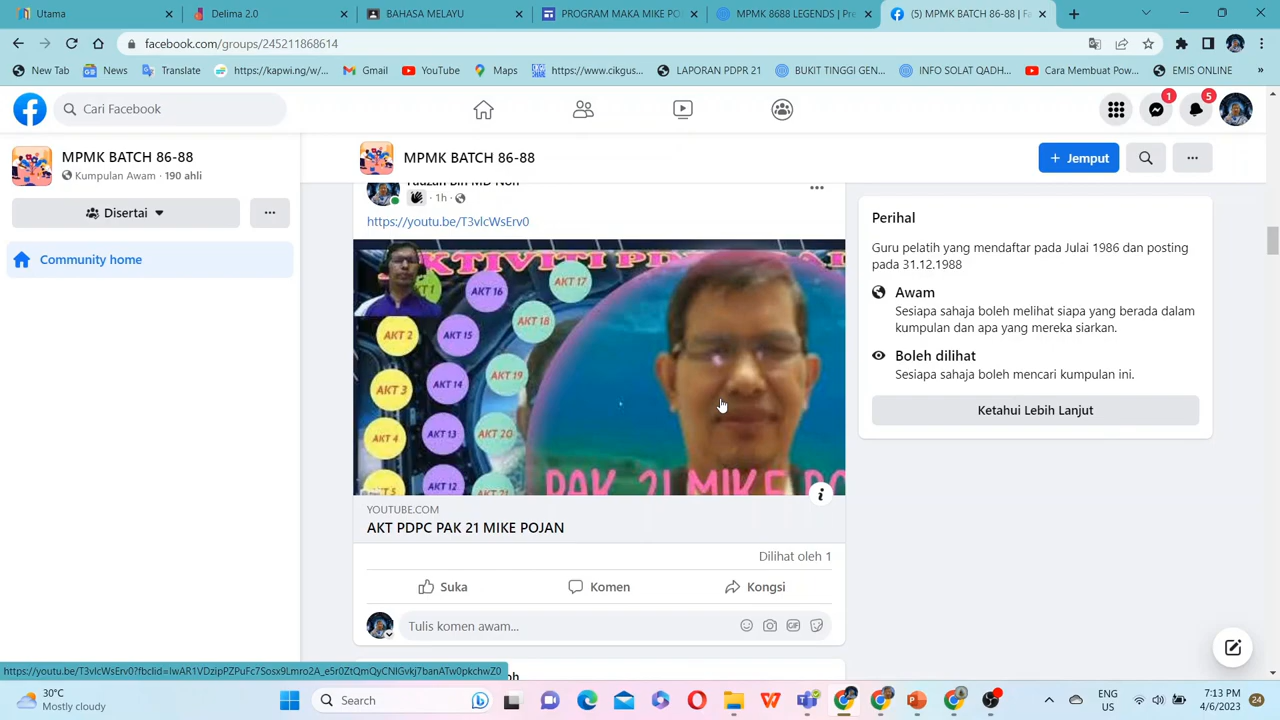 Utama
Delima 2.0
BAHASA MELAYU
PROGRAM MAKA MIKE PO
MPMK 8688 LEGENDS | Pre
(5) MPMK BATCH 86-88 | Fa
facebook.com/groups/245211868614
New Tab
News
Translate
https://kapwi.ng/w/...
Gmail
YouTube
Maps
https://www.cikgus...
LAPORAN PDPR 21
BUKIT TINGGI GEN...
INFO SOLAT QADH...
Cara Membuat Pow...
EMIS ONLINE
Cari Facebook
1
5
MPMK BATCH 86-88
Kumpulan Awam · 190 ahli
Disertai
Community home
MPMK BATCH 86-88
+ Jemput
1h
https://youtu.be/T3vlcWsErv0
AKT 16
AKT 17
AKT 2
AKT 15
AKT 18
AKT 3
AKT 14
AKT 19
AKT 4
AKT 13
AKT 20
AKT 12
PAK 21 MIKE PO
YOUTUBE.COM
AKT PDPC PAK 21 MIKE POJAN
Dilihat oleh 1
Suka
Komen
Kongsi
Tulis komen awam...
Perihal
Guru pelatih yang mendaftar pada Julai 1986 dan posting
pada 31.12.1988
Awam
Sesiapa sahaja boleh melihat siapa yang berada dalam
kumpulan dan apa yang mereka siarkan.
Boleh dilihat
Sesiapa sahaja boleh mencari kumpulan ini.
Ketahui Lebih Lanjut
30°C
Mostly cloudy
Search
ENG
US
7:13 PM
4/6/2023
24